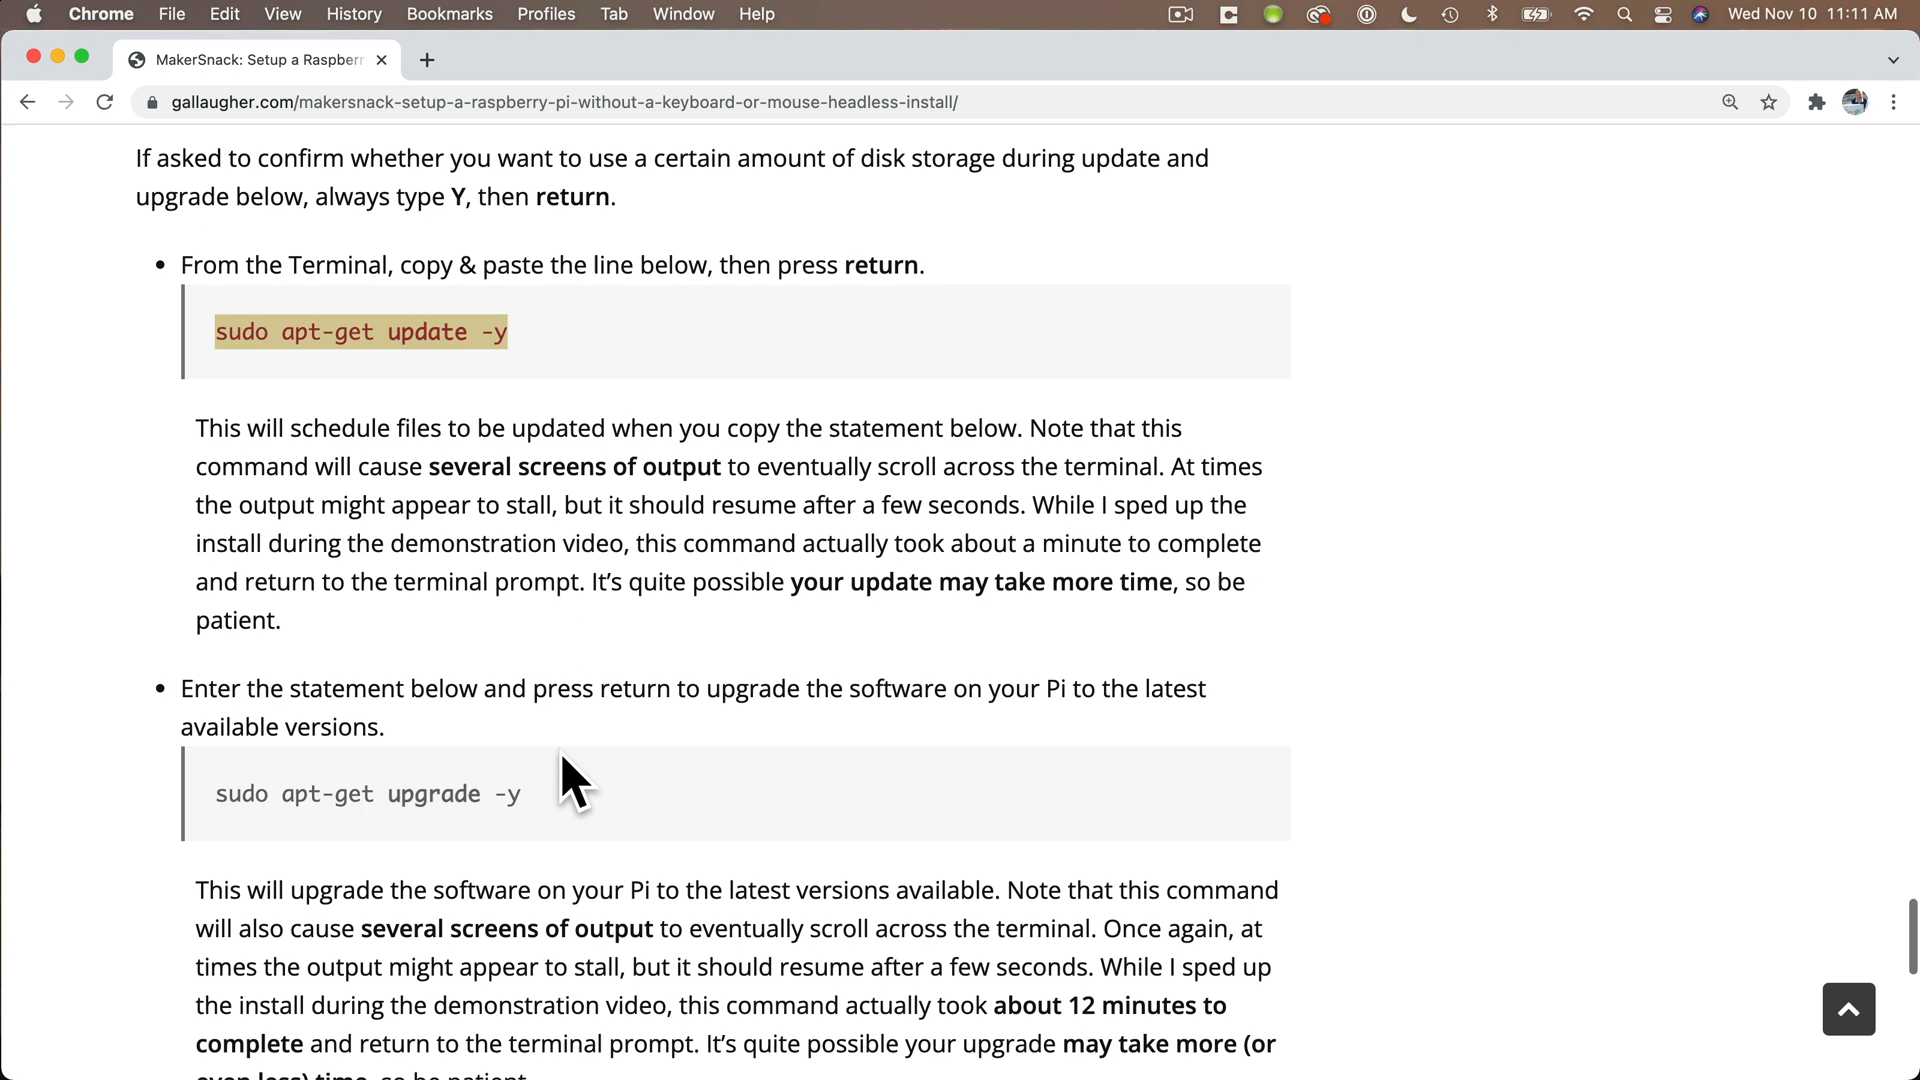 Chrome File Edit View History Bookmarks Profiles Tab Window Help Wed Nov 10 11:11 AM
MakerSnack: Setup a Raspberr
gallaugher.com/makersnack-setup-a-raspberry-pi-without-a-keyboard-or-mouse-headless-install/
If asked to confirm whether you want to use a certain amount of disk storage during update and
upgrade below, always type Y, then return.
• From the Terminal, copy & paste the line below, then press return.
sudo apt-get update -y
This will schedule files to be updated when you copy the statement below. Note that this
command will cause several screens of output to eventually scroll across the terminal. At times
the output might appear to stall, but it should resume after a few seconds. While I sped up the
install during the demonstration video, this command actually took about a minute to complete
and return to the terminal prompt. It’s quite possible your update may take more time, so be
patient.
• Enter the statement below and press return to upgrade the software on your Pi to the latest
available versions.
sudo apt-get upgrade -y
This will upgrade the software on your Pi to the latest versions available. Note that this command
will also cause several screens of output to eventually scroll across the terminal. Once again, at
times the output might appear to stall, but it should resume after a few seconds. While I sped up
the install during the demonstration video, this command actually took about 12 minutes to
complete and return to the terminal prompt. It’s quite possible your upgrade may take more (or
even less) time, so be patient.